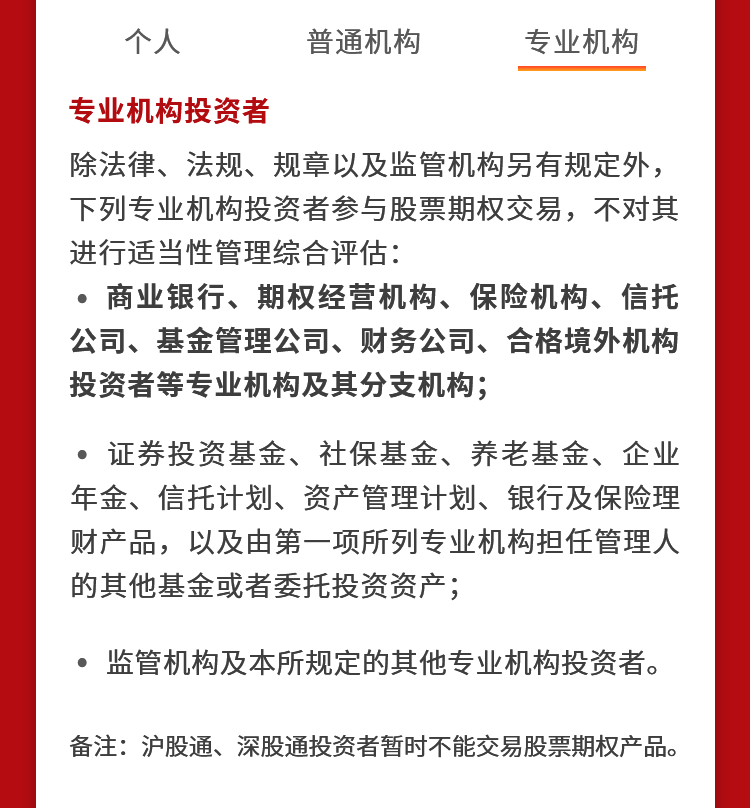 个人 普通机构 专业机构
专业机构投资者
除法律、法规、规章以及监管机构另有规定外，
下列专业机构投资者参与股票期权交易，不对其
进行适当性管理综合评估：
• 商业银行、期权经营机构、保险机构、信托
公司、基金管理公司、财务公司、合格境外机构
投资者等专业机构及其分支机构；
• 证券投资基金、社保基金、养老基金、企业
年金、信托计划、资产管理计划、银行及保险理
财产品，以及由第一项所列专业机构担任管理人
的其他基金或者委托投资资产；
• 监管机构及本所规定的其他专业机构投资者。
备注：沪股通、深股通投资者暂时不能交易股票期权产品。